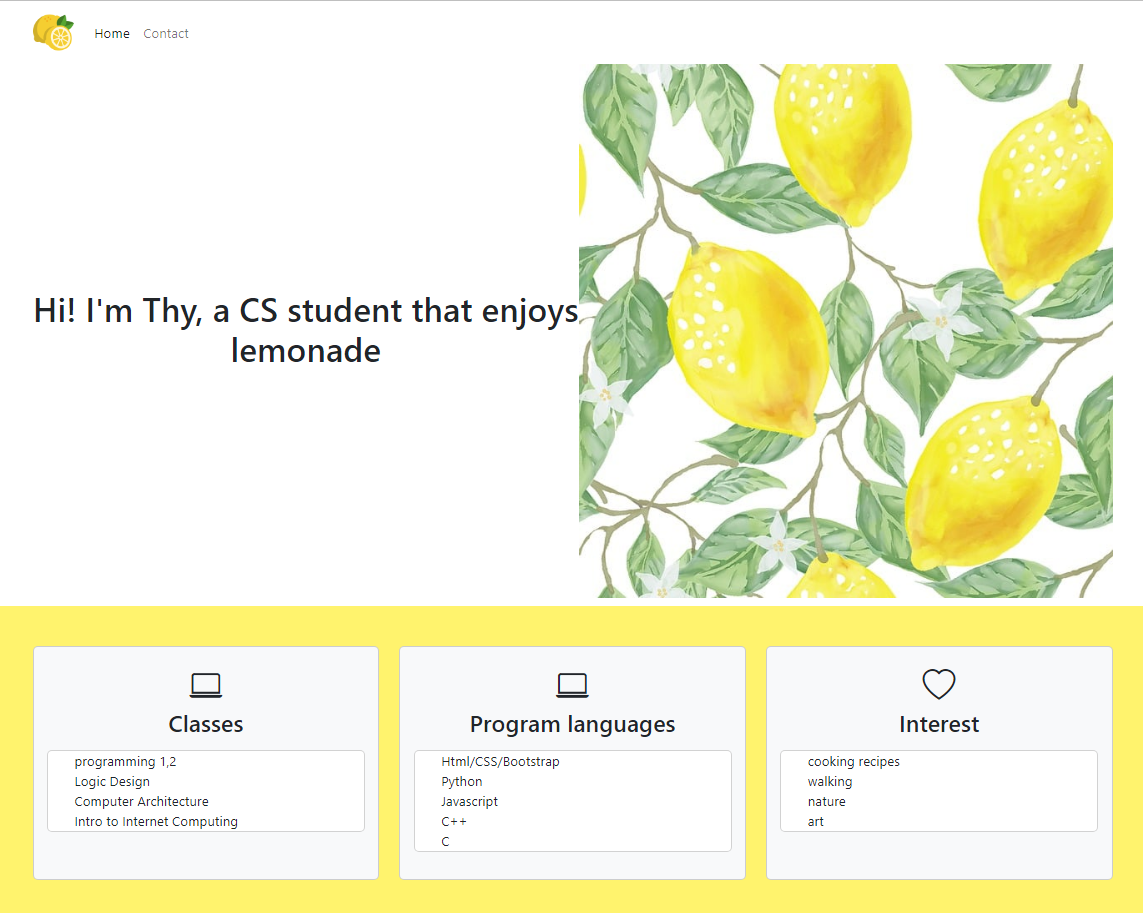 Home Contact
Hi! I'm Thy, a CS student that enjoys
lemonade
Classes
programming 1,2
Logic Design
Computer Architecture
Intro to Internet Computing
Program languages
Html/CSS/Bootstrap
Python
Javascript
C++
C
Interest
cooking recipes
walking
nature
art